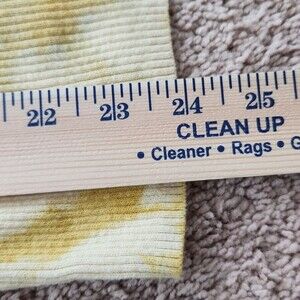 22 23 24 25
CLEAN UP
• Cleaner • Rags •